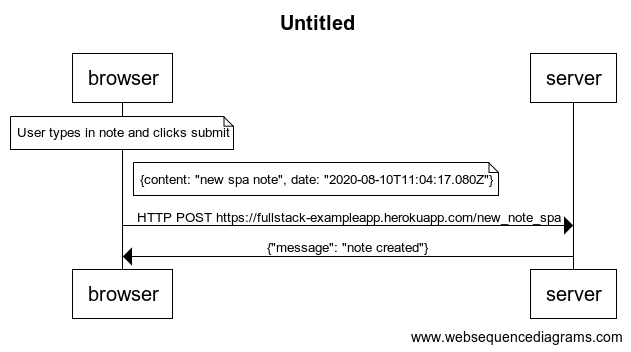 Untitled
browser
server
User types in note and clicks submit
{content: "new spa note", date: "2020-08-10T11:04:17.080Z"}
HTTP POST https://fullstack-exampleapp.herokuapp.com/new_note_spa
{"message": "note created"}
browser
server
www.websequencediagrams.com